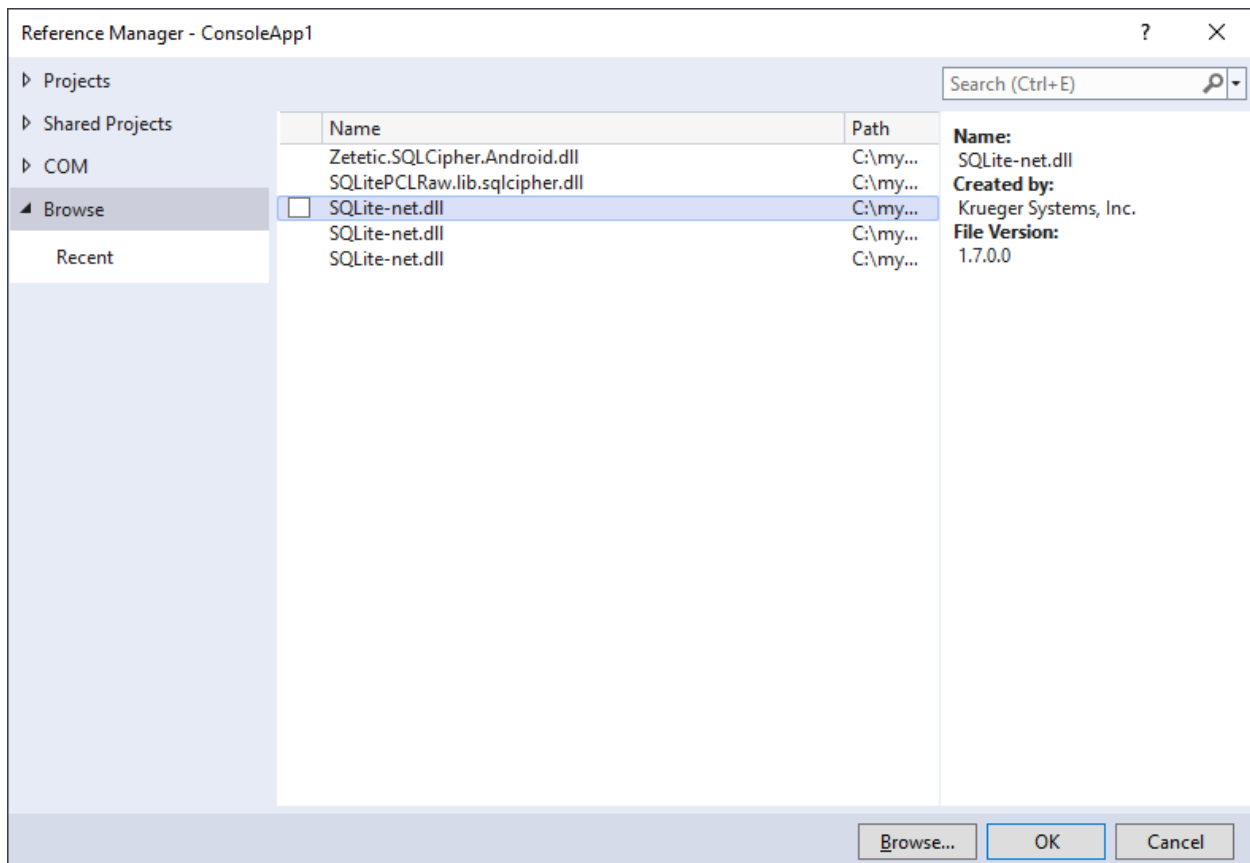 Reference Manager - ConsoleApp1
?
Projects
Shared Projects
COM
Browse
Recent
Name Path
Zetetic.SQLCipher.Android.dll C:\my...
SQLitePCLRaw.lib.sqlcipher.dll C:\my...
SQLite-net.dll C:\my...
SQLite-net.dll C:\my...
SQLite-net.dll C:\my...
Search (Ctrl+E)
Name:
SQLite-net.dll
Created by:
Krueger Systems, Inc.
File Version:
1.7.0.0
Browse... OK Cancel